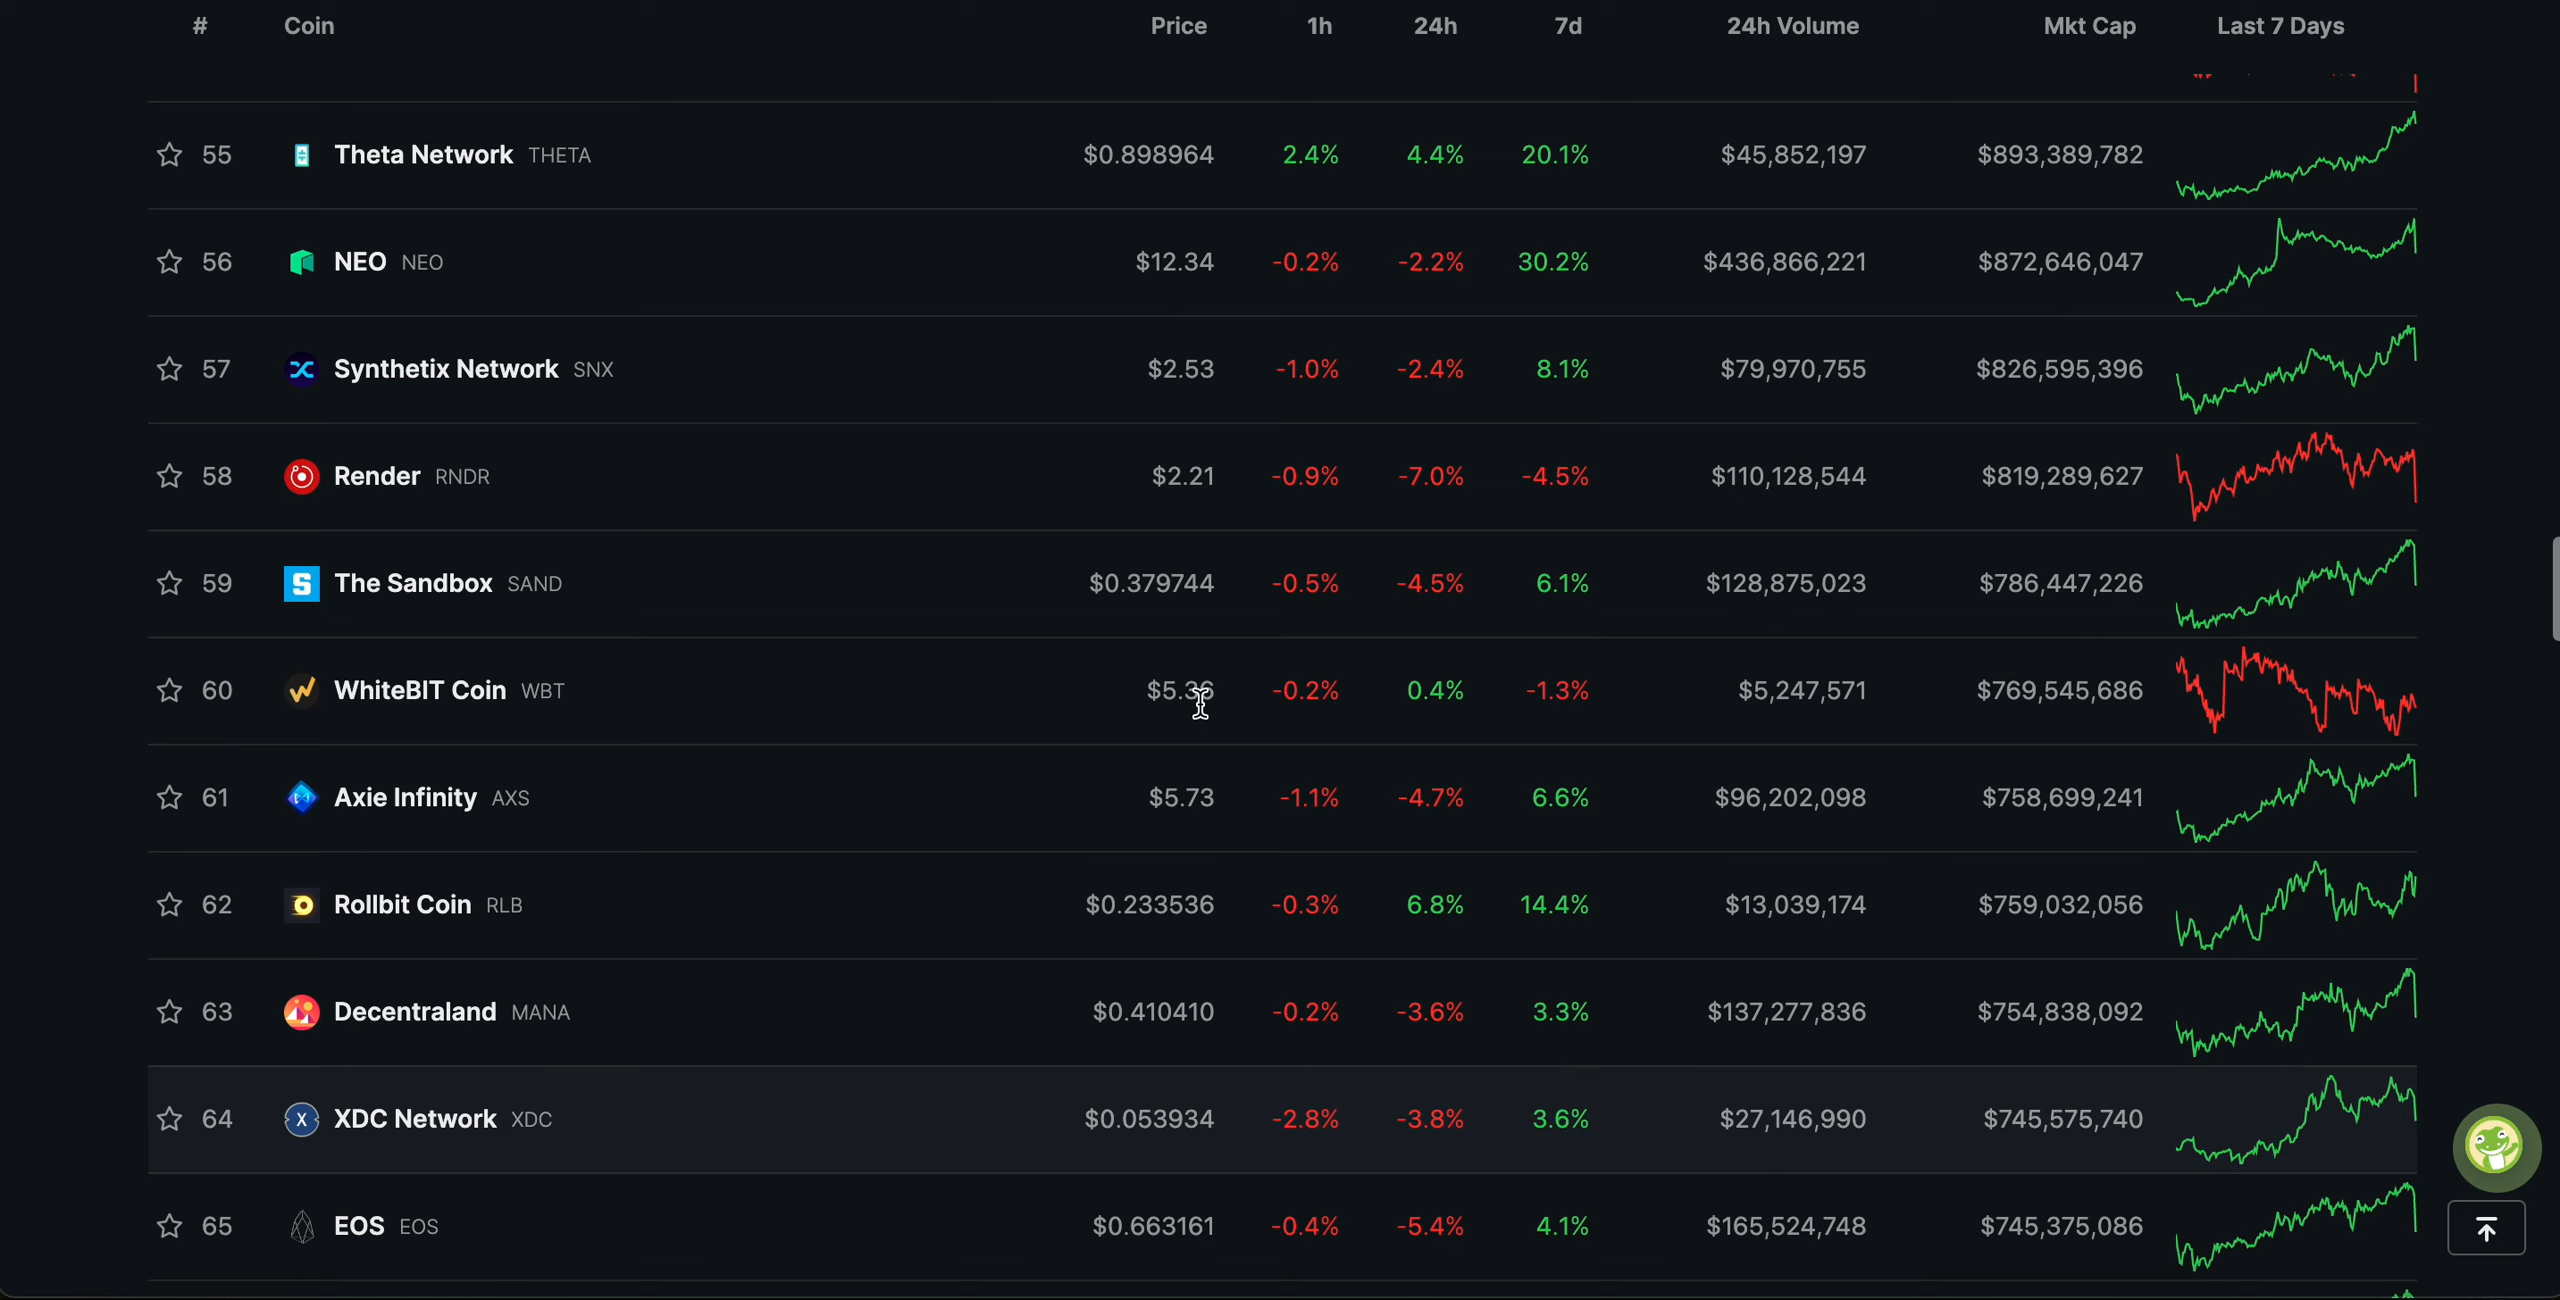 # Coin Price 1h 24h 7d 24h Volume Mkt Cap Last 7 Days
55 Theta Network THETA $0.898964 2.4% 4.4% 20.1% $45,852,197 $893,389,782
56 NEO NEO $12.34 -0.2% -2.2% 30.2% $436,866,221 $872,646,047
57 Synthetix Network SNX $2.53 -1.0% -2.4% 8.1% $79,970,755 $826,595,396
58 Render RNDR $2.21 -0.9% -7.0% -4.5% $110,128,544 $819,289,627
59 The Sandbox SAND $0.379744 -0.5% -4.5% 6.1% $128,875,023 $786,447,226
60 WhiteBIT Coin WBT $5.36 -0.2% 0.4% -1.3% $5,247,571 $769,545,686
61 Axie Infinity AXS $5.73 -1.1% -4.7% 6.6% $96,202,098 $758,699,241
62 Rollbit Coin RLB $0.233536 -0.3% 6.8% 14.4% $13,039,174 $759,032,056
63 Decentraland MANA $0.410410 -0.2% -3.6% 3.3% $137,277,836 $754,838,092
64 XDC Network XDC $0.053934 -2.8% -3.8% 3.6% $27,146,990 $745,575,740
65 EOS EOS $0.663161 -0.4% -5.4% 4.1% $165,524,748 $745,375,086